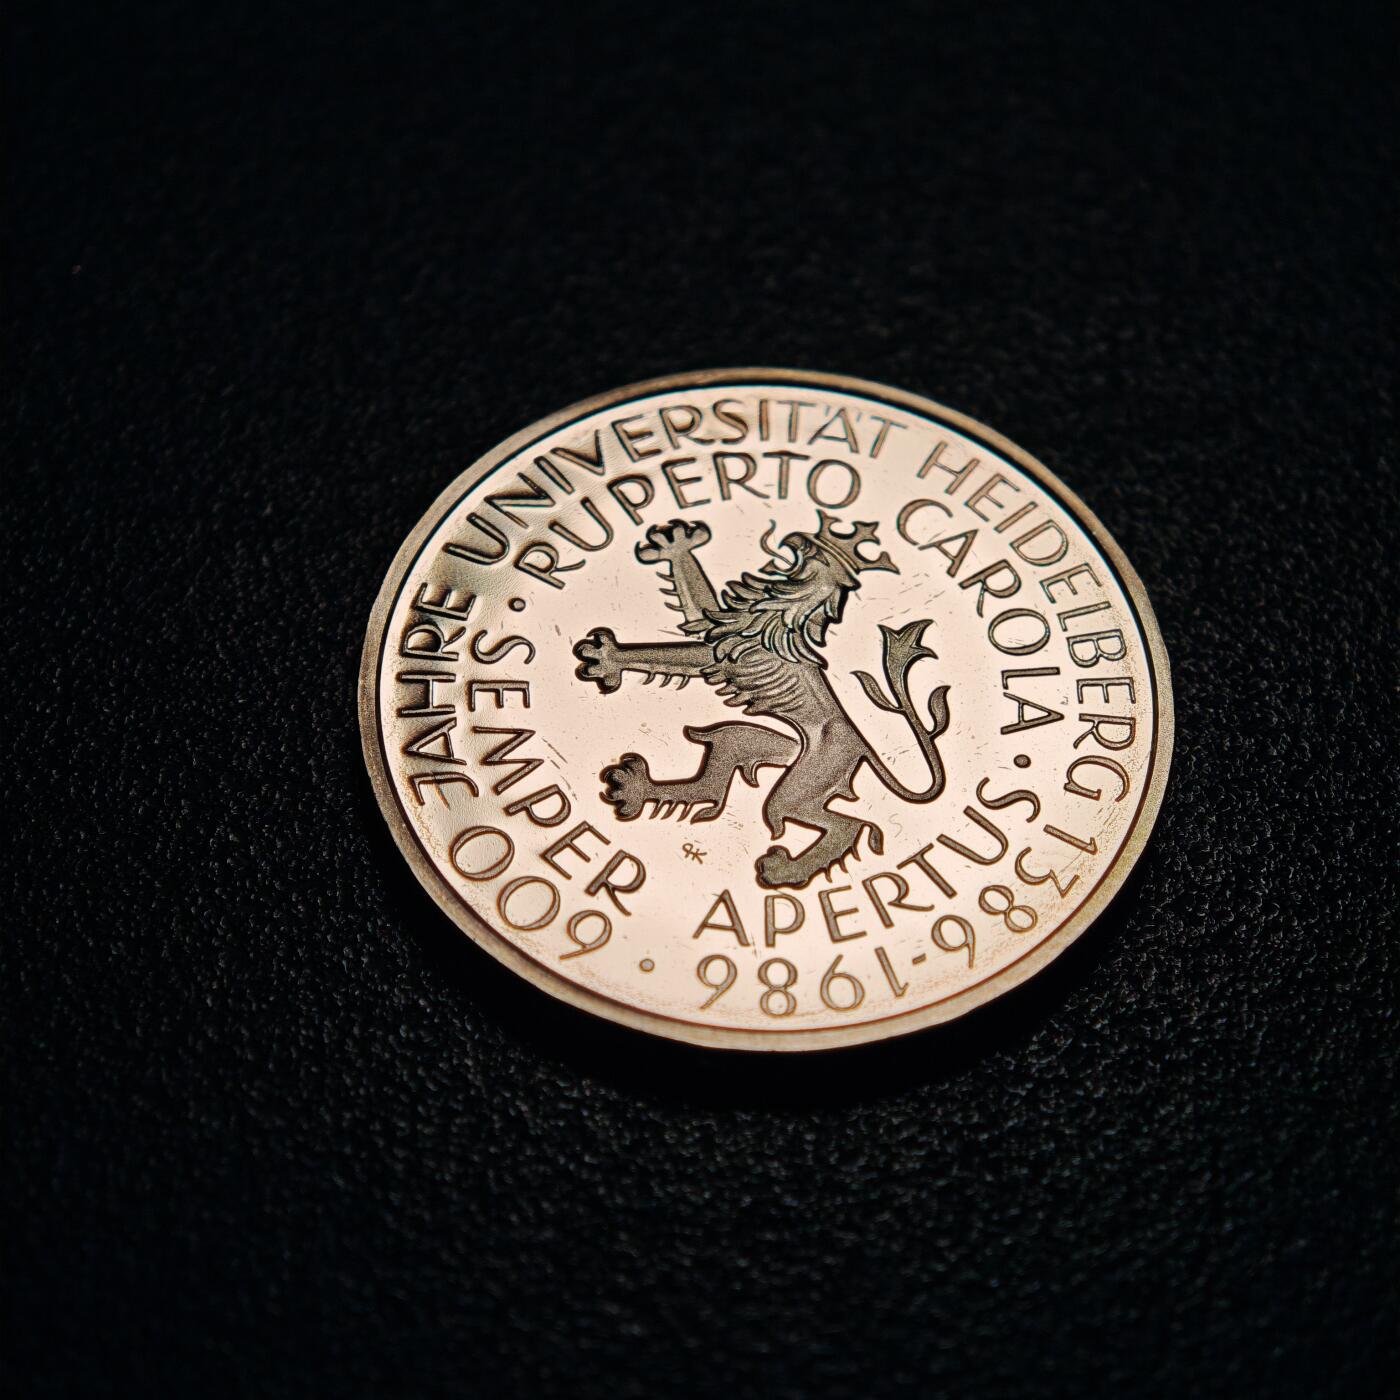 600 JAHRE UNIVERSITÄT HEIDELBERG 1386-1986 •
SEMPER APERTUS • RUPERTO CAROLA •